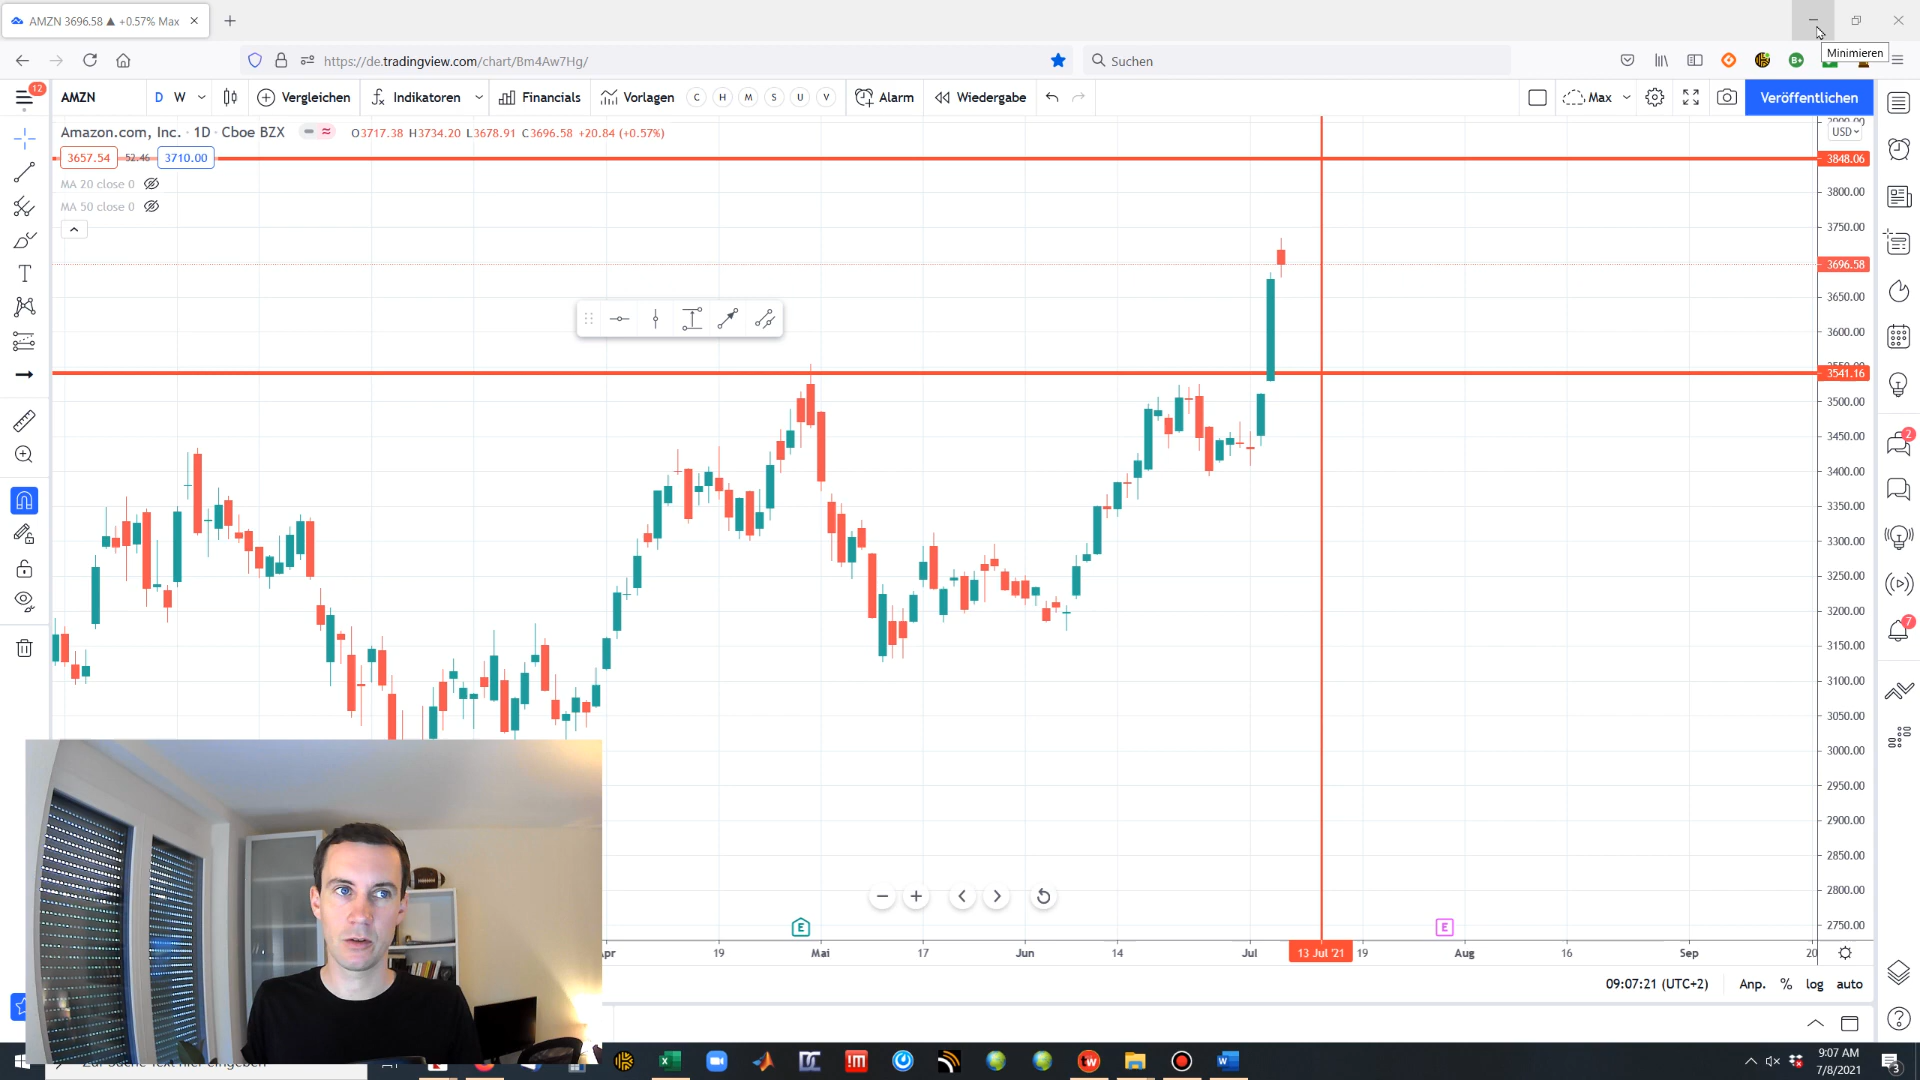 AMZN 3696.58 ▲ +0.57% Max
Minimieren
https://de.tradingview.com/chart/Bm4Aw7Hg/
Suchen
12
AMZN
D W
Vergleichen
Indikatoren
Financials
Vorlagen
C H M S U V
Alarm
Wiedergabe
Max
Veröffentlichen
Amazon.com, Inc. · 1D · Cboe BZX
O3717.38 H3734.20 L3678.91 C3696.58 +20.84 (+0.57%)
3657.54 52.46 3710.00
MA 20 close 0
MA 50 close 0
USD
3848.06
3800.00
3750.00
3696.58
3650.00
3600.00
3541.16
3500.00
3450.00
3400.00
3350.00
3300.00
3250.00
3200.00
3150.00
3100.00
3050.00
3000.00
2950.00
2900.00
2850.00
2800.00
2750.00
2
7
E
E
19
Mai
17
Jun
14
Jul
13 Jul '21
19
Aug
16
Sep
20
09:07:21 (UTC+2)
Anp.
%
log
auto
9:07 AM
7/8/2021
3